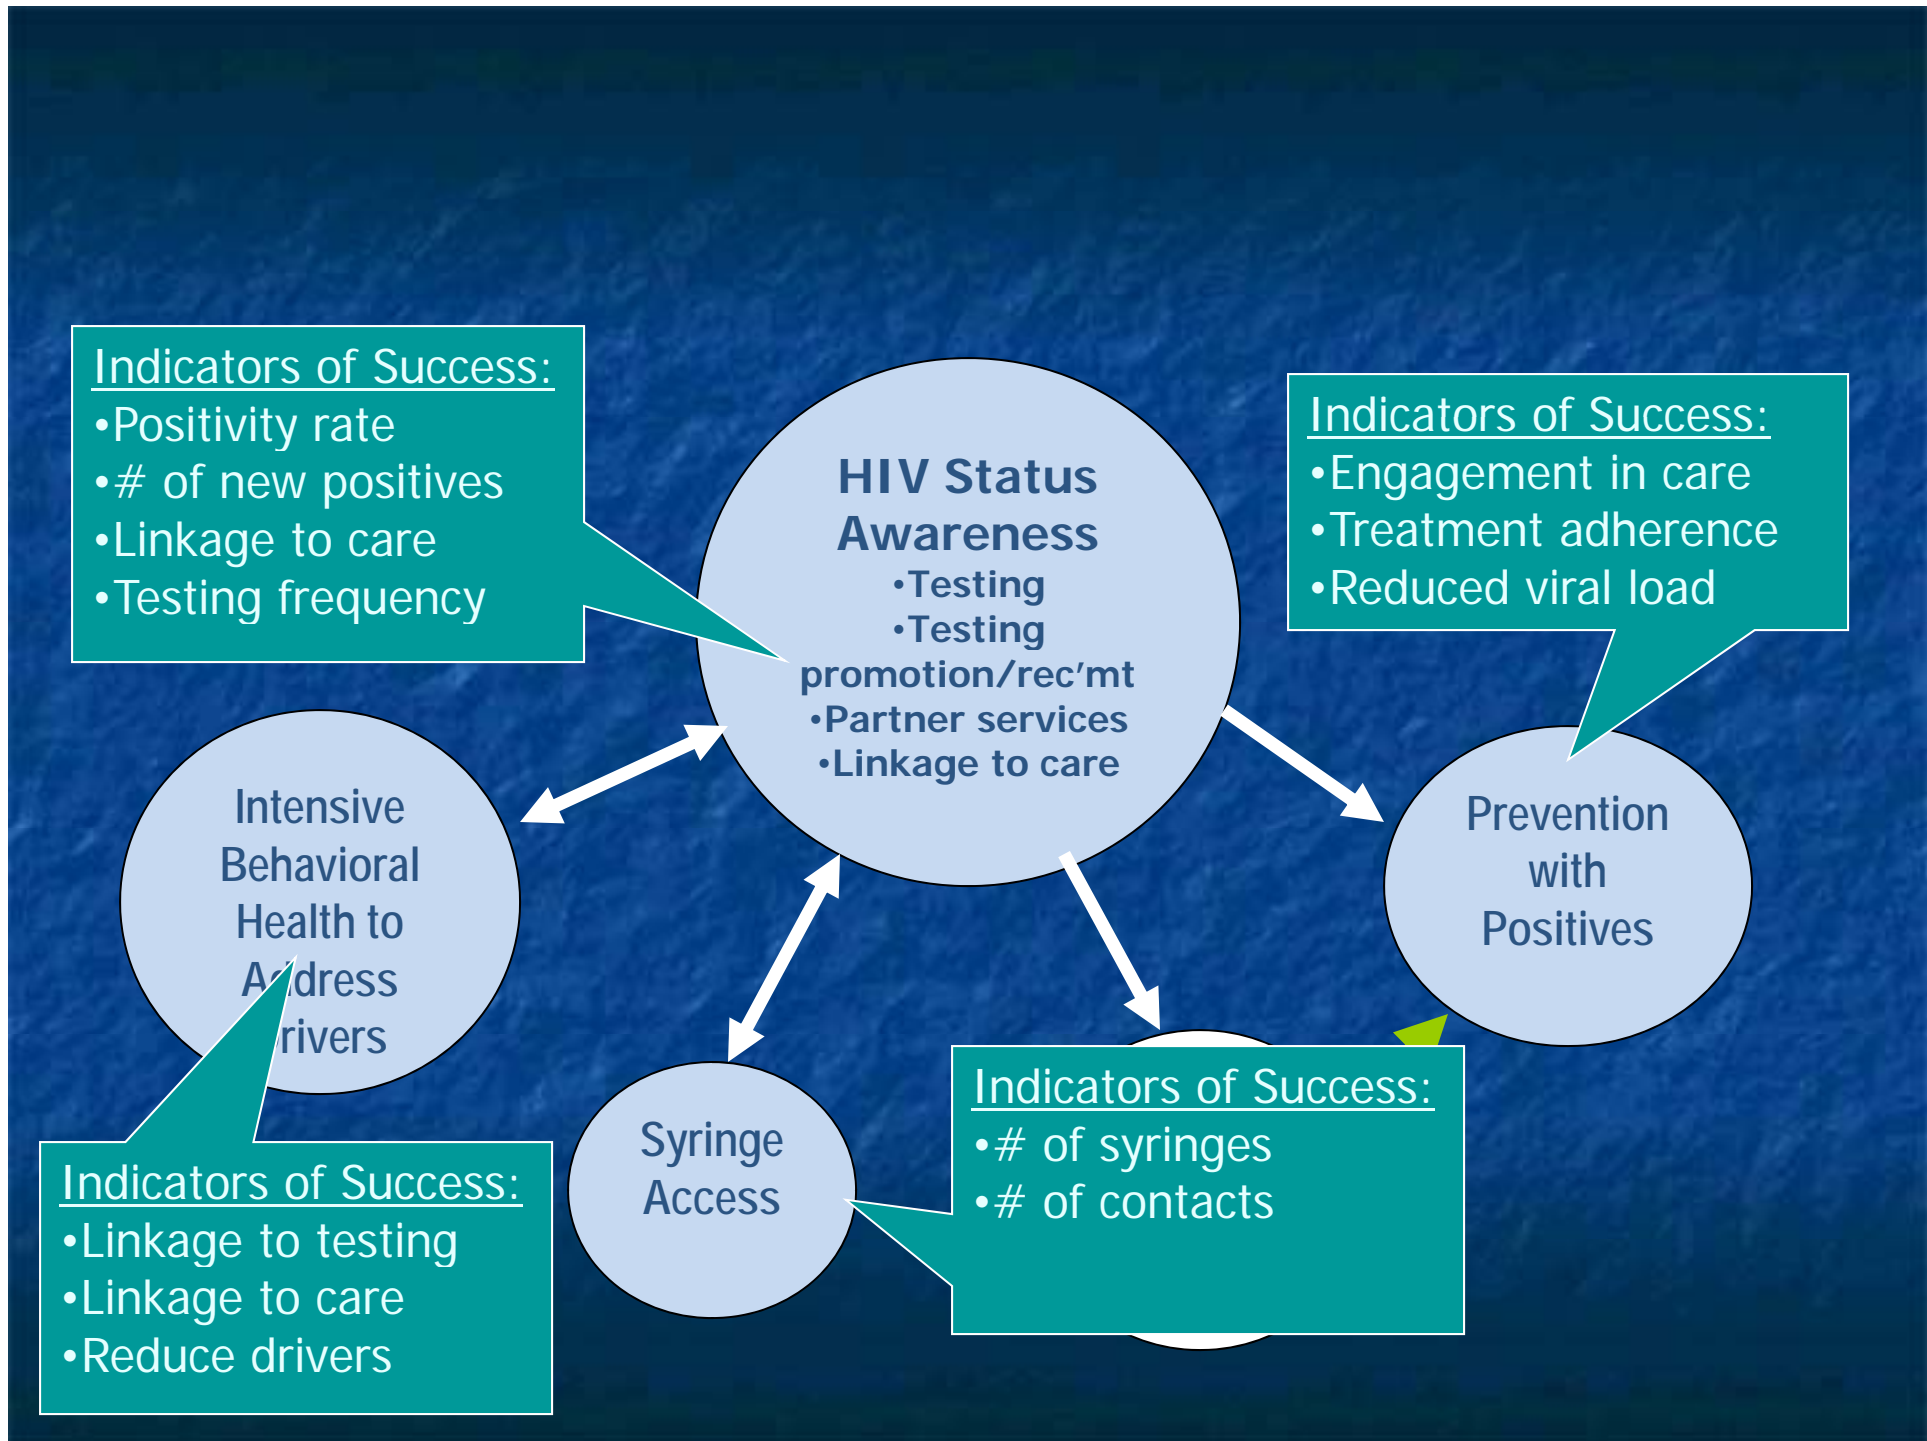 Indicators of Success:
•Positivity rate
•# of new positives
•Linkage to care
•Testing frequency
HIV Status
Awareness
•Testing
•Testing
promotion/rec’mt
•Partner services
•Linkage to care
Indicators of Success:
•Engagement in care
•Treatment adherence
•Reduced viral load
Intensive
Behavioral
Health to
Address
rivers
Prevention
with
Positives
Syringe
Access
Indicators of Success:
•# of syringes
•# of contacts
Indicators of Success:
•Linkage to testing
•Linkage to care
•Reduce drivers